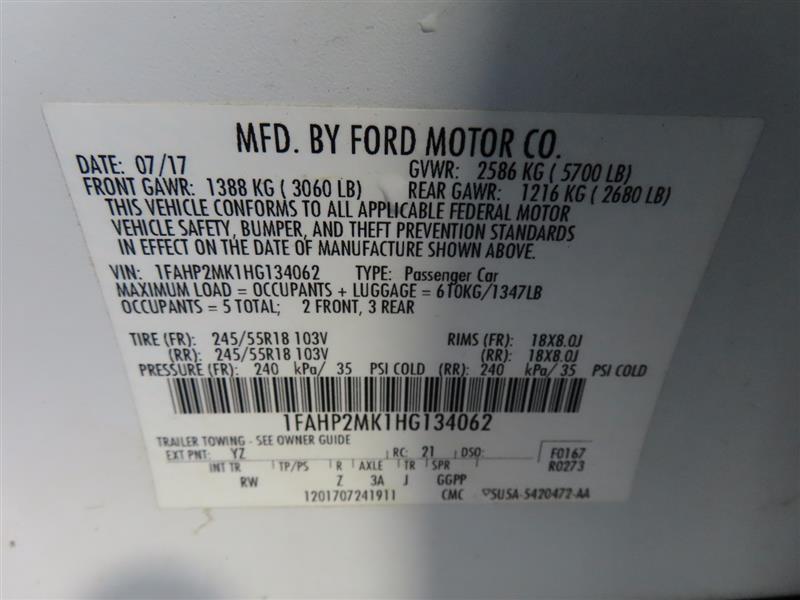 MFD. BY FORD MOTOR CO.
DATE: 07/17 GVWR: 2586 KG ( 5700 LB)
FRONT GAWR: 1388 KG ( 3060 LB) REAR GAWR: 1216 KG ( 2680 LB)
THIS VEHICLE CONFORMS TO ALL APPLICABLE FEDERAL MOTOR
VEHICLE SAFETY, BUMPER, AND THEFT PREVENTION STANDARDS
IN EFFECT ON THE DATE OF MANUFACTURE SHOWN ABOVE.
VIN: 1FAHP2MK1HG134062 TYPE: Passenger Car
MAXIMUM LOAD = OCCUPANTS + LUGGAGE = 610KG/1347LB
OCCUPANTS = 5 TOTAL; 2 FRONT, 3 REAR
TIRE (FR): 245/55R18 103V RIMS (FR): 18X8.0J
(RR): 245/55R18 103V (RR): 18X8.0J
PRESSURE (FR): 240 kPa/ 35 PSI COLD (RR): 240 kPa/ 35 PSI COLD
1FAHP2MK1HG134062
TRAILER TOWING - SEE OWNER GUIDE
EXT PNT: YZ RC: 21 DSO: F0167
INT TR TP/PS R AXLE TR SPR R0273
RW Z 3A J GGPP
1201707241911 CMC 5U5A-5420472-AA